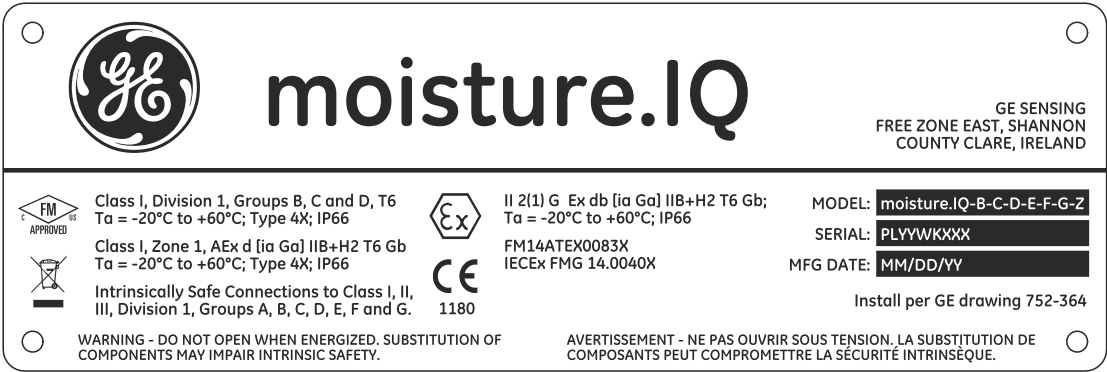 GE
moisture.IQ
GE SENSING
FREE ZONE EAST, SHANNON
COUNTY CLARE, IRELAND
FM
C US
APPROVED
Class I, Division 1, Groups B, C and D, T6
Ta = -20°C to +60°C; Type 4X; IP66
Class I, Zone 1, AEx d [ia Ga] IIB+H2 T6 Gb
Ta = -20°C to +60°C; Type 4X; IP66
Intrinsically Safe Connections to Class I, II,
III, Division 1, Groups A, B, C, D, E, F and G.
Ex
CE
1180
II 2(1) G Ex db [ia Ga] IIB+H2 T6 Gb;
Ta = -20°C to +60°C; IP66
FM14ATEX0083X
IECEx FMG 14.0040X
MODEL: moisture.IQ-B-C-D-E-F-G-Z
SERIAL: PLYYWKXXX
MFG DATE: MM/DD/YY
Install per GE drawing 752-364
WARNING - DO NOT OPEN WHEN ENERGIZED. SUBSTITUTION OF
COMPONENTS MAY IMPAIR INTRINSIC SAFETY.
AVERTISSEMENT - NE PAS OUVRIR SOUS TENSION. LA SUBSTITUTION DE
COMPOSANTS PEUT COMPROMETTRE LA SÉCURITÉ INTRINSÈQUE.